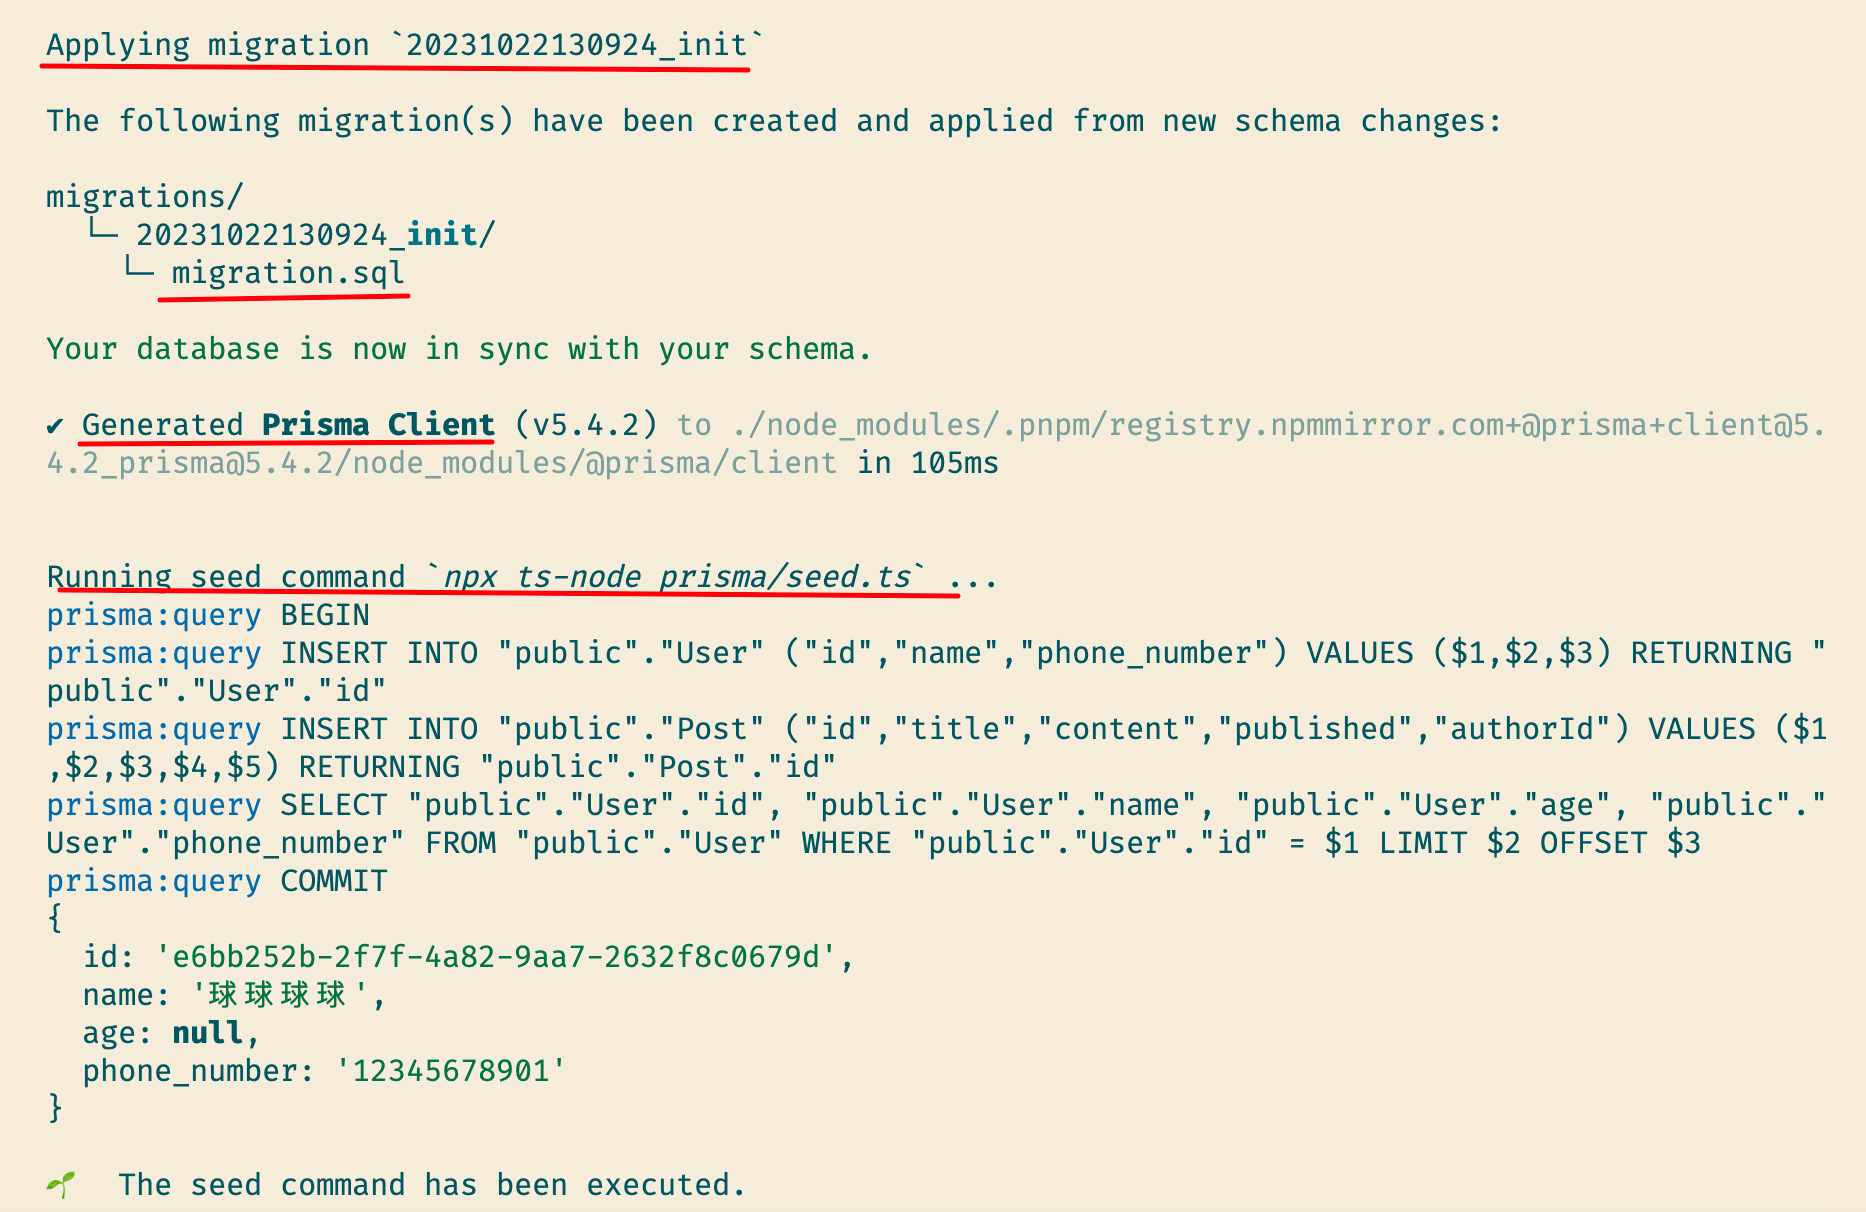 Applying migration `20231022130924_init`
The following migration(s) have been created and applied from new schema changes:
migrations/
└─ 20231022130924_init/
└─ migration.sql
Your database is now in sync with your schema.
✔ Generated Prisma Client (v5.4.2) to ./node_modules/.pnpm/registry.npmmirror.com+@prisma+client@5.
4.2_prisma@5.4.2/node_modules/@prisma/client in 105ms
Running seed command `npx ts-node prisma/seed.ts` ...
prisma:query BEGIN
prisma:query INSERT INTO "public"."User" ("id","name","phone_number") VALUES ($1,$2,$3) RETURNING "
public"."User"."id"
prisma:query INSERT INTO "public"."Post" ("id","title","content","published","authorId") VALUES ($1
,$2,$3,$4,$5) RETURNING "public"."Post"."id"
prisma:query SELECT "public"."User"."id", "public"."User"."name", "public"."User"."age", "public"."
User"."phone_number" FROM "public"."User" WHERE "public"."User"."id" = $1 LIMIT $2 OFFSET $3
prisma:query COMMIT
{
id: 'e6bb252b-2f7f-4a82-9aa7-2632f8c0679d',
name: '球球球球',
age: null,
phone_number: '12345678901'
}
🌱 The seed command has been executed.